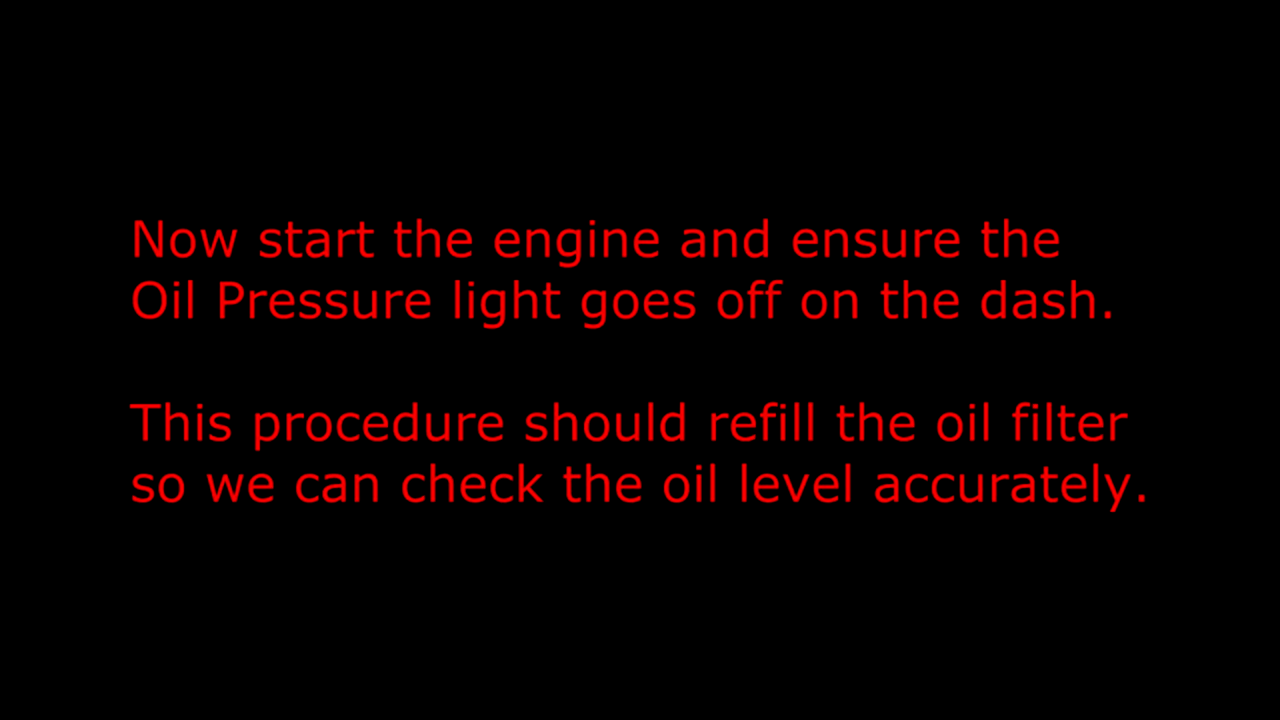 Now start the engine and ensure the
Oil Pressure light goes off on the dash.
This procedure should refill the oil filter
so we can check the oil level accurately.